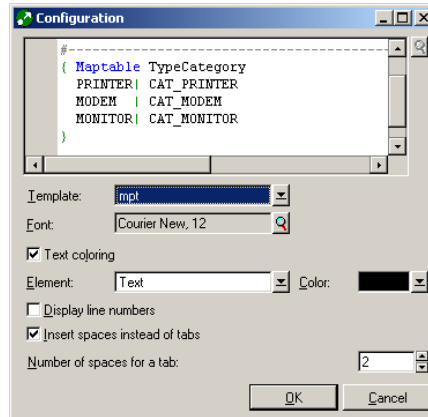 Configuration
#----------------------------------------
{ Maptable TypeCategory
PRINTER| CAT_PRINTER
MODEM | CAT_MODEM
MONITOR| CAT_MONITOR
}
Template: mpt
Font: Courier New, 12
Text coloring
Element: Text Color:
Display line numbers
Insert spaces instead of tabs
Number of spaces for a tab: 2
OK Cancel